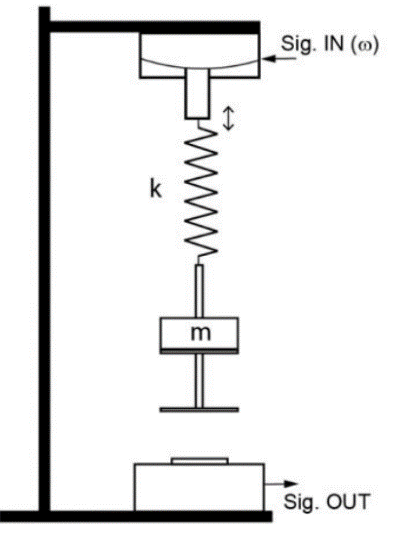 Sig. IN (ω)
k
m
Sig. OUT